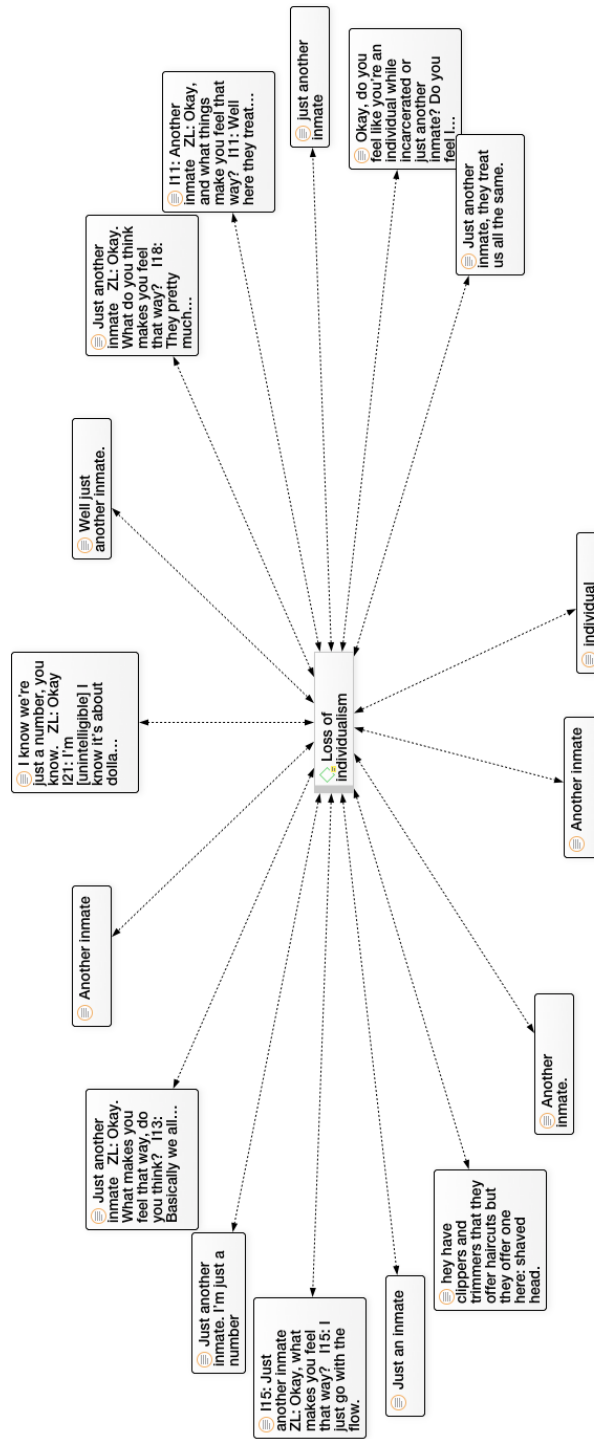 I know we're
just a number, you
know. ZL: Okay
I21: I'm
[unintelligible] I
know it's about
dolla...
Another inmate
Well just
another inmate.
Just another
inmate ZL: Okay.
What makes you
feel that way, do
you think? I13:
Basically we all...
Just another
inmate ZL: Okay.
What do you think
makes you feel
that way? I18:
They pretty
much...
Just another
inmate. I'm just a
number
I11: Another
inmate ZL: Okay,
and what things
make you feel that
way? I11: Well
here they treat...
I15: Just
another inmate
ZL: Okay, what
makes you feel
that way? I15: I
just go with the
flow.
just another
inmate
Loss of
individualism
Just an inmate
Okay, do you
feel like you're an
individual while
incarcerated or
just another
inmate? Do you
feel I...
hey have
clippers and
trimmers that they
offer haircuts but
they offer one
here: shaved
head.
Just another
inmate, they treat
us all the same.
Another
inmate.
Another inmate
individual